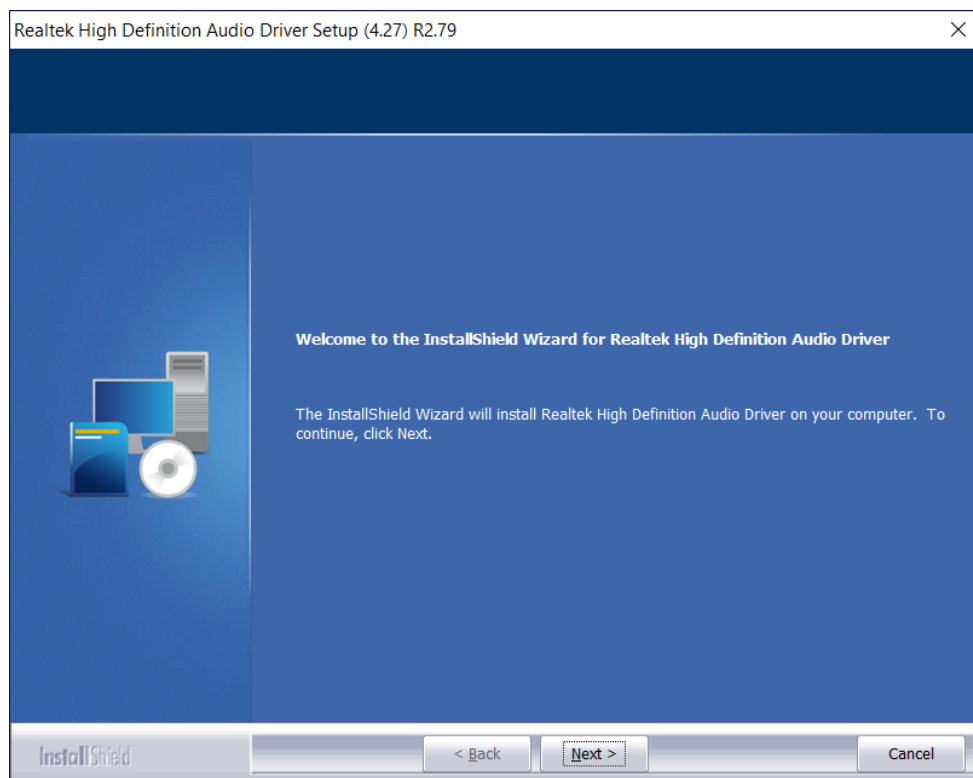 Realtek High Definition Audio Driver Setup (4.27) R2.79
Welcome to the InstallShield Wizard for Realtek High Definition Audio Driver
The InstallShield Wizard will install Realtek High Definition Audio Driver on your computer.  To
continue, click Next.
InstallShield
< Back
Next >
Cancel